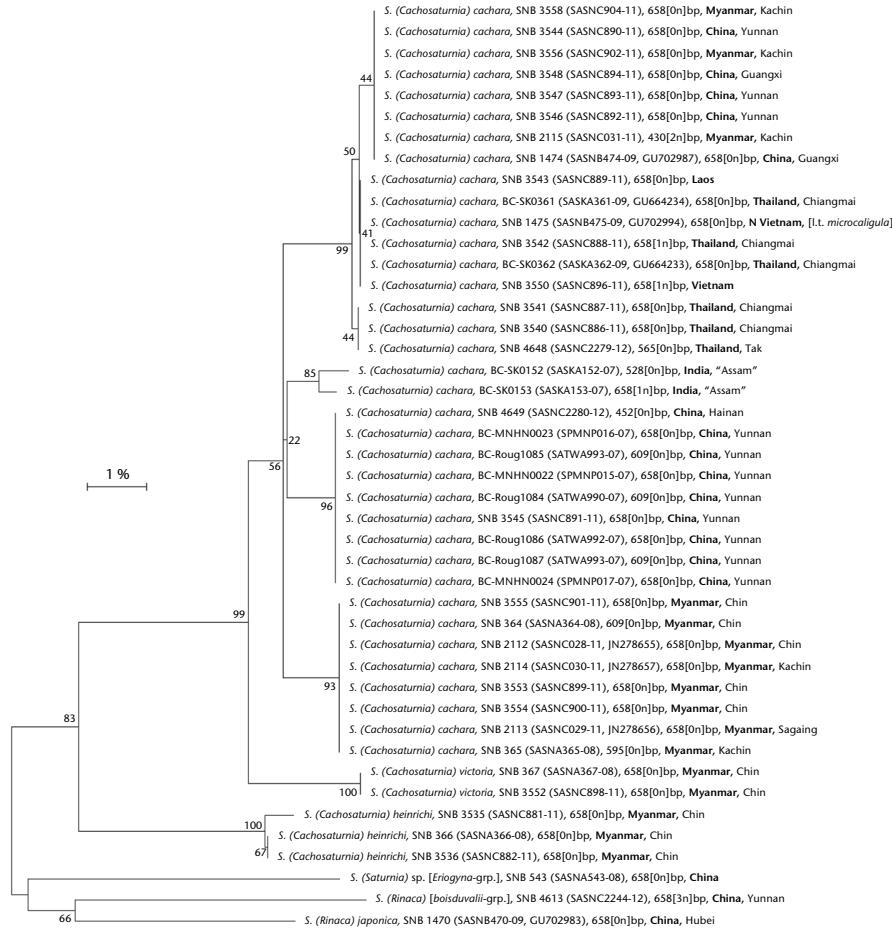 S. (Cachosaturnia) cachara, SNB 3558 (SASNC904-11), 658[0n]bp, Myanmar, Kachin
S. (Cachosaturnia) cachara, SNB 3544 (SASNC890-11), 658[0n]bp, China, Yunnan
S. (Cachosaturnia) cachara, SNB 3556 (SASNC902-11), 658[0n]bp, Myanmar, Kachin
S. (Cachosaturnia) cachara, SNB 3548 (SASNC894-11), 658[0n]bp, China, Guangxi
44
S. (Cachosaturnia) cachara, SNB 3547 (SASNC893-11), 658[0n]bp, China, Yunnan
S. (Cachosaturnia) cachara, SNB 3546 (SASNC892-11), 658[0n]bp, China, Yunnan
S. (Cachosaturnia) cachara, SNB 2115 (SASNC031-11), 430[2n]bp, Myanmar, Kachin
50
S. (Cachosaturnia) cachara, SNB 1474 (SASNB474-09, GU702987), 658[0n]bp, China, Guangxi
S. (Cachosaturnia) cachara, SNB 3543 (SASNC889-11), 658[0n]bp, Laos
S. (Cachosaturnia) cachara, BC-SK0361 (SASKA361-09, GU664234), 658[0n]bp, Thailand, Chiangmai
S. (Cachosaturnia) cachara, SNB 1475 (SASNB475-09, GU702994), 658[0n]bp, N Vietnam, [l.t. microcaligula]
41
S. (Cachosaturnia) cachara, SNB 3542 (SASNC888-11), 658[1n]bp, Thailand, Chiangmai
99
S. (Cachosaturnia) cachara, BC-SK0362 (SASKA362-09, GU664233), 658[0n]bp, Thailand, Chiangmai
S. (Cachosaturnia) cachara, SNB 3550 (SASNC896-11), 658[1n]bp, Vietnam
S. (Cachosaturnia) cachara, SNB 3541 (SASNC887-11), 658[0n]bp, Thailand, Chiangmai
S. (Cachosaturnia) cachara, SNB 3540 (SASNC886-11), 658[0n]bp, Thailand, Chiangmai
44
S. (Cachosaturnia) cachara, SNB 4648 (SASNC2279-12), 565[0n]bp, Thailand, Tak
S. (Cachosaturnia) cachara, BC-SK0152 (SASKA152-07), 528[0n]bp, India, "Assam"
85
S. (Cachosaturnia) cachara, BC-SK0153 (SASKA153-07), 658[1n]bp, India, "Assam"
S. (Cachosaturnia) cachara, SNB 4649 (SASNC2280-12), 452[0n]bp, China, Hainan
S. (Cachosaturnia) cachara, BC-MNHN0023 (SPMNP016-07), 658[0n]bp, China, Yunnan
22
S. (Cachosaturnia) cachara, BC-Roug1085 (SATWA993-07), 609[0n]bp, China, Yunnan
56
1 %
S. (Cachosaturnia) cachara, BC-MNHN0022 (SPMNP015-07), 658[0n]bp, China, Yunnan
S. (Cachosaturnia) cachara, BC-Roug1084 (SATWA990-07), 609[0n]bp, China, Yunnan
96
S. (Cachosaturnia) cachara, SNB 3545 (SASNC891-11), 658[0n]bp, China, Yunnan
S. (Cachosaturnia) cachara, BC-Roug1086 (SATWA992-07), 658[0n]bp, China, Yunnan
S. (Cachosaturnia) cachara, BC-Roug1087 (SATWA993-07), 609[0n]bp, China, Yunnan
S. (Cachosaturnia) cachara, BC-MNHN0024 (SPMNP017-07), 658[0n]bp, China, Yunnan
S. (Cachosaturnia) cachara, SNB 3555 (SASNC901-11), 658[0n]bp, Myanmar, Chin
99
S. (Cachosaturnia) cachara, SNB 364 (SASNA364-08), 609[0n]bp, Myanmar, Chin
S. (Cachosaturnia) cachara, SNB 2112 (SASNC028-11, JN278655), 658[0n]bp, Myanmar, Chin
S. (Cachosaturnia) cachara, SNB 2114 (SASNC030-11, JN278657), 658[0n]bp, Myanmar, Kachin
93
S. (Cachosaturnia) cachara, SNB 3553 (SASNC899-11), 658[0n]bp, Myanmar, Chin
S. (Cachosaturnia) cachara, SNB 3554 (SASNC900-11), 658[0n]bp, Myanmar, Chin
83
S. (Cachosaturnia) cachara, SNB 2113 (SASNC029-11, JN278656), 658[0n]bp, Myanmar, Sagaing
S. (Cachosaturnia) cachara, SNB 365 (SASNA365-08), 595[0n]bp, Myanmar, Kachin
S. (Cachosaturnia) victoria, SNB 367 (SASNA367-08), 658[0n]bp, Myanmar, Chin
100
S. (Cachosaturnia) victoria, SNB 3552 (SASNC898-11), 658[0n]bp, Myanmar, Chin
S. (Cachosaturnia) heinrichi, SNB 3535 (SASNC881-11), 658[0n]bp, Myanmar, Chin
100
S. (Cachosaturnia) heinrichi, SNB 366 (SASNA366-08), 658[0n]bp, Myanmar, Chin
67
S. (Cachosaturnia) heinrichi, SNB 3536 (SASNC882-11), 658[0n]bp, Myanmar, Chin
S. (Saturnia) sp. [Eriogyna-grp.], SNB 543 (SASNA543-08), 658[0n]bp, China
S. (Rinaca) [boisduvalii-grp.], SNB 4613 (SASNC2244-12), 658[3n]bp, China, Yunnan
66
S. (Rinaca) japonica, SNB 1470 (SASNB470-09, GU702983), 658[0n]bp, China, Hubei